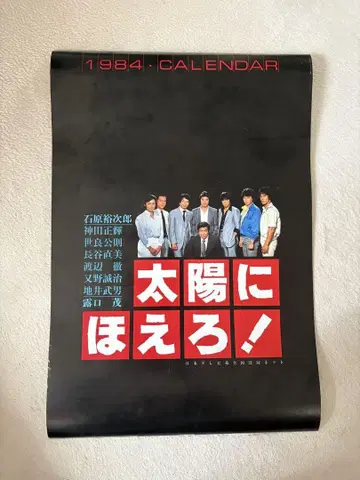 1984・CALENDAR
石原裕次郎
神田正輝
世良公則
長谷直美
渡辺 徹
又野誠治
地井武男
露口 茂
太陽に
ほえろ!